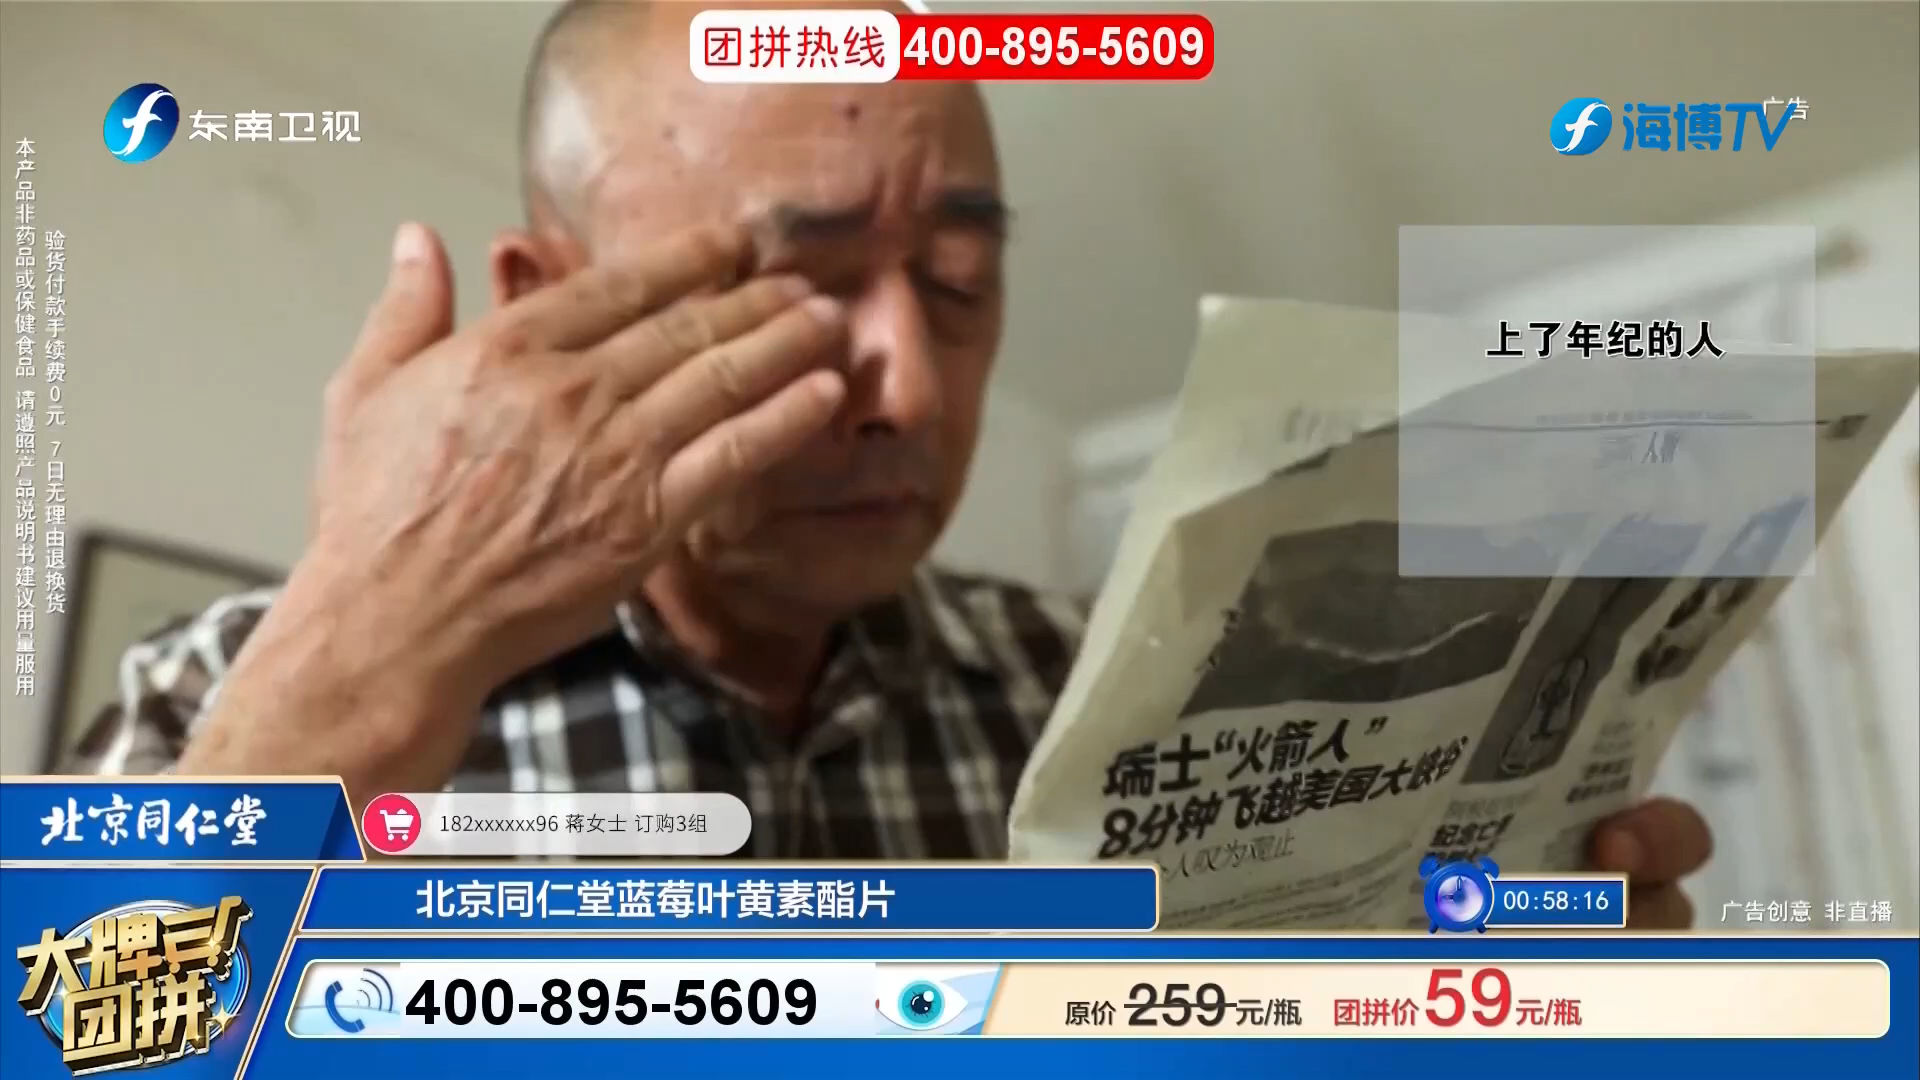 团拼热线 400-895-5609
东南卫视
海博TV
广告
本产品非药品或保健食品 请遵照产品说明书建议用量服用
验货付款手续费0元 7日无理由退换货
上了年纪的人
瑞士“火箭人”
8分钟飞越美国大峡谷
令人叹为观止
北京同仁堂
182xxxxxx96 蒋女士 订购3组
北京同仁堂蓝莓叶黄素酯片
00:58:16
广告创意 非直播
大牌
团拼
400-895-5609
原价 259元/瓶 团拼价59元/瓶